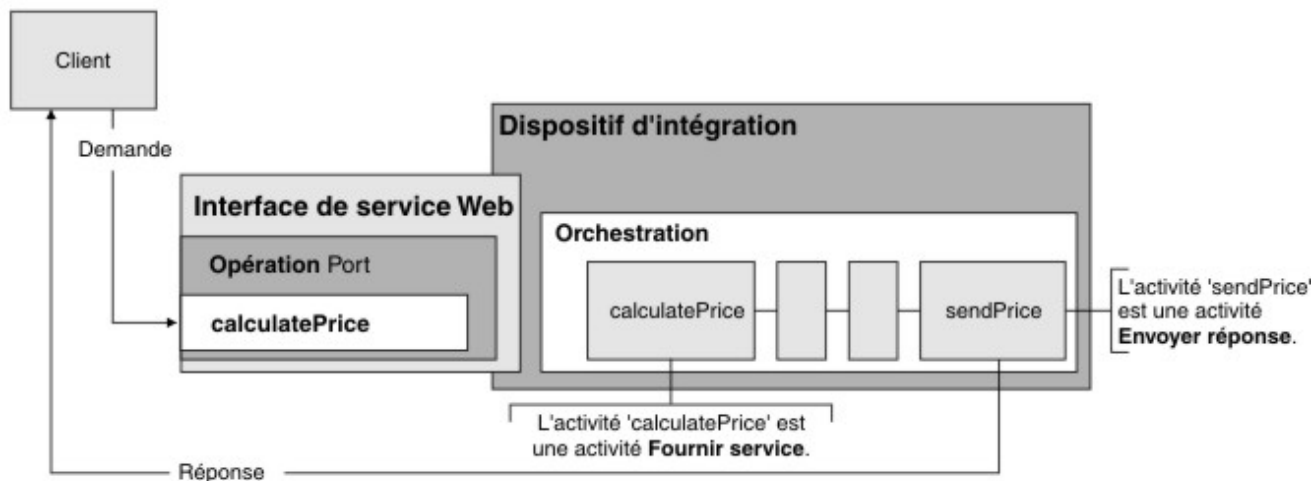 Client
Demande
Dispositif d'intégration
Interface de service Web
Opération Port
calculatePrice
Orchestration
calculatePrice
sendPrice
L'activité 'sendPrice'
est une activité
Envoyer réponse.
L'activité 'calculatePrice' est
une activité Fournir service.
Réponse